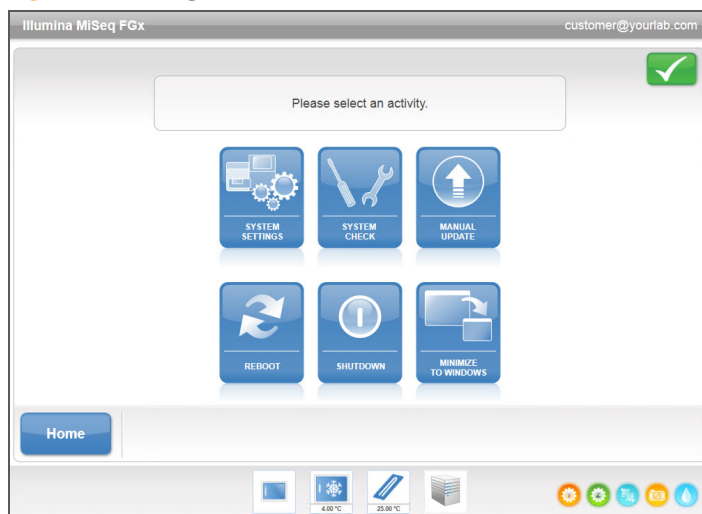 Illumina MiSeq FGx
customer@yourlab.com
Please select an activity.
SYSTEM
SETTINGS
SYSTEM
CHECK
MANUAL
UPDATE
REBOOT
SHUTDOWN
MINIMIZE
TO WINDOWS
Home
4.00 °C
25.00 °C